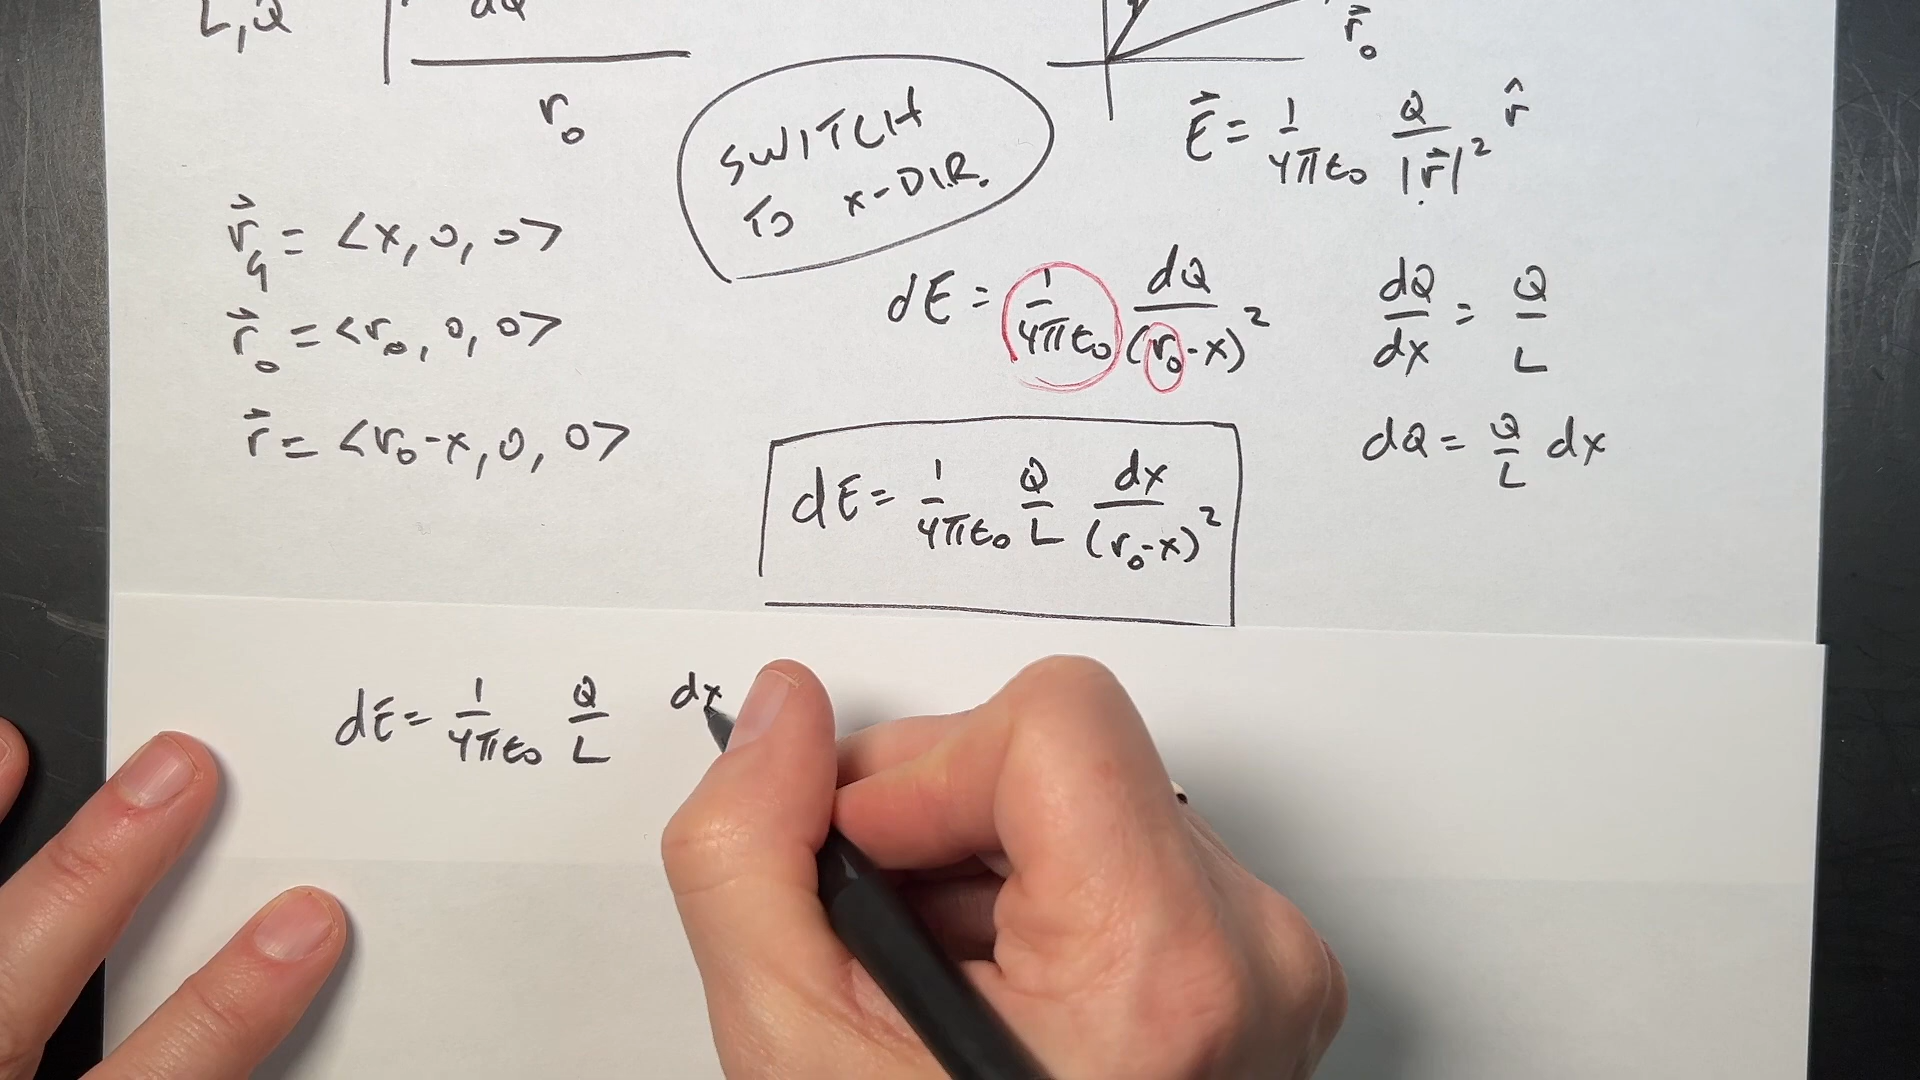 L, Q
dQ
r₀
SWITCH
TO x-DIR.
r⃗₀
E⃗ = 1/4πε₀ Q/|r⃗|² r̂
r⃗q = <x, 0, 0>
r⃗₀ = <r₀, 0, 0>
r⃗ = <r₀-x, 0, 0>
dE = 1/4πε₀ dQ/(r₀-x)²
dQ/dx = Q/L
dQ = Q/L dx
dE = 1/4πε₀ Q/L dx/(r₀-x)²
dE = 1/4πε₀ Q/L dx